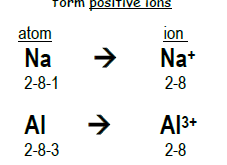 form positive ions
atom → ion
Na → Na⁺
2-8-1 2-8
Al → Al³⁺
2-8-3 2-8